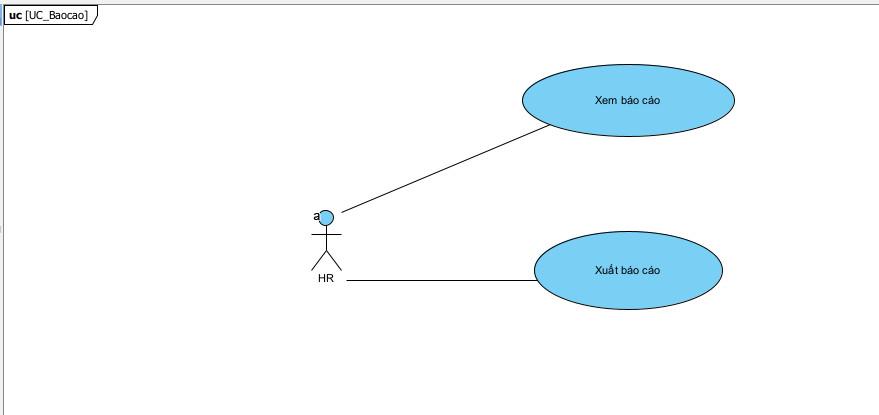 uc [UC_Baocao]
Xem báo cáo
a
HR
Xuất báo cáo